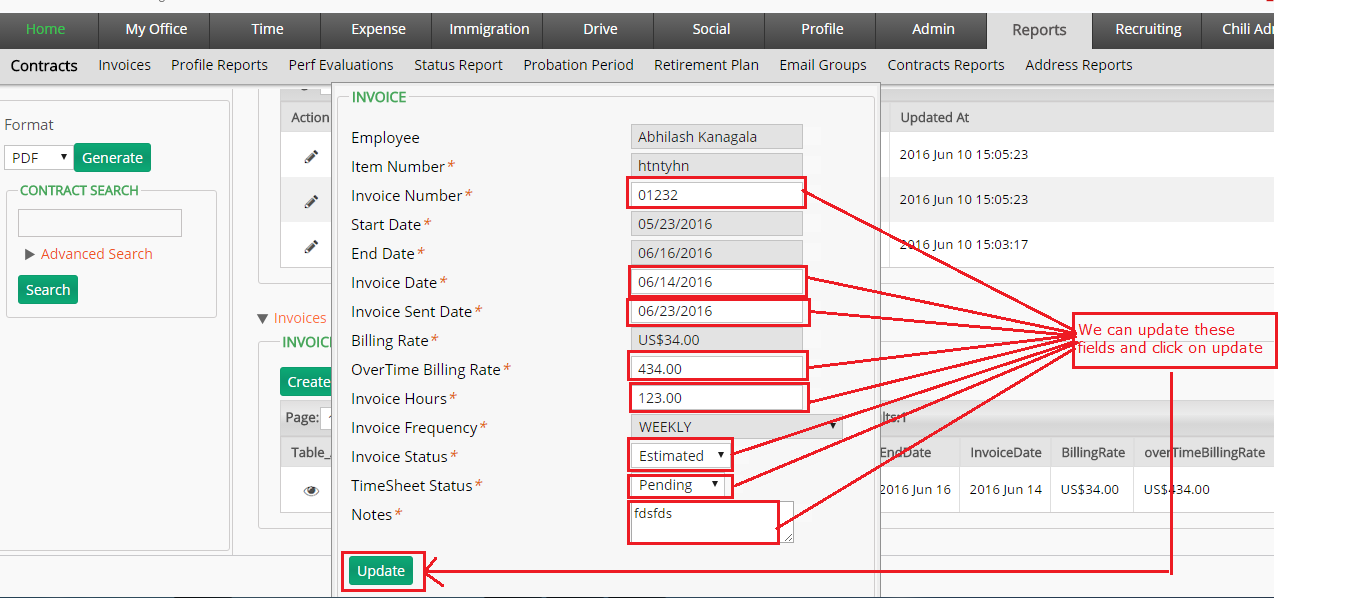 Home My Office Time Expense Immigration Drive Social Profile Admin Reports Recruiting Chili Adm
Contracts Invoices Profile Reports Perf Evaluations Status Report Probation Period Retirement Plan Email Groups Contracts Reports Address Reports
Format
PDF Generate
CONTRACT SEARCH
Advanced Search
Search
Action
Updated At
2016 Jun 10 15:05:23
2016 Jun 10 15:05:23
2016 Jun 10 15:03:17
Invoices
INVOIC
Create
Page:
lts:1
Table_
EndDate InvoiceDate BillingRate overTimeBillingRate
2016 Jun 16 2016 Jun 14 US$34.00 US$434.00
INVOICE
Employee Abhilash Kanagala
Item Number* htntyhn
Invoice Number* 01232
Start Date* 05/23/2016
End Date* 06/16/2016
Invoice Date* 06/14/2016
Invoice Sent Date* 06/23/2016
Billing Rate* US$34.00
OverTime Billing Rate* 434.00
Invoice Hours* 123.00
Invoice Frequency* WEEKLY
Invoice Status* Estimated
TimeSheet Status* Pending
Notes* fdsfds
Update
We can update these
fields and click on update